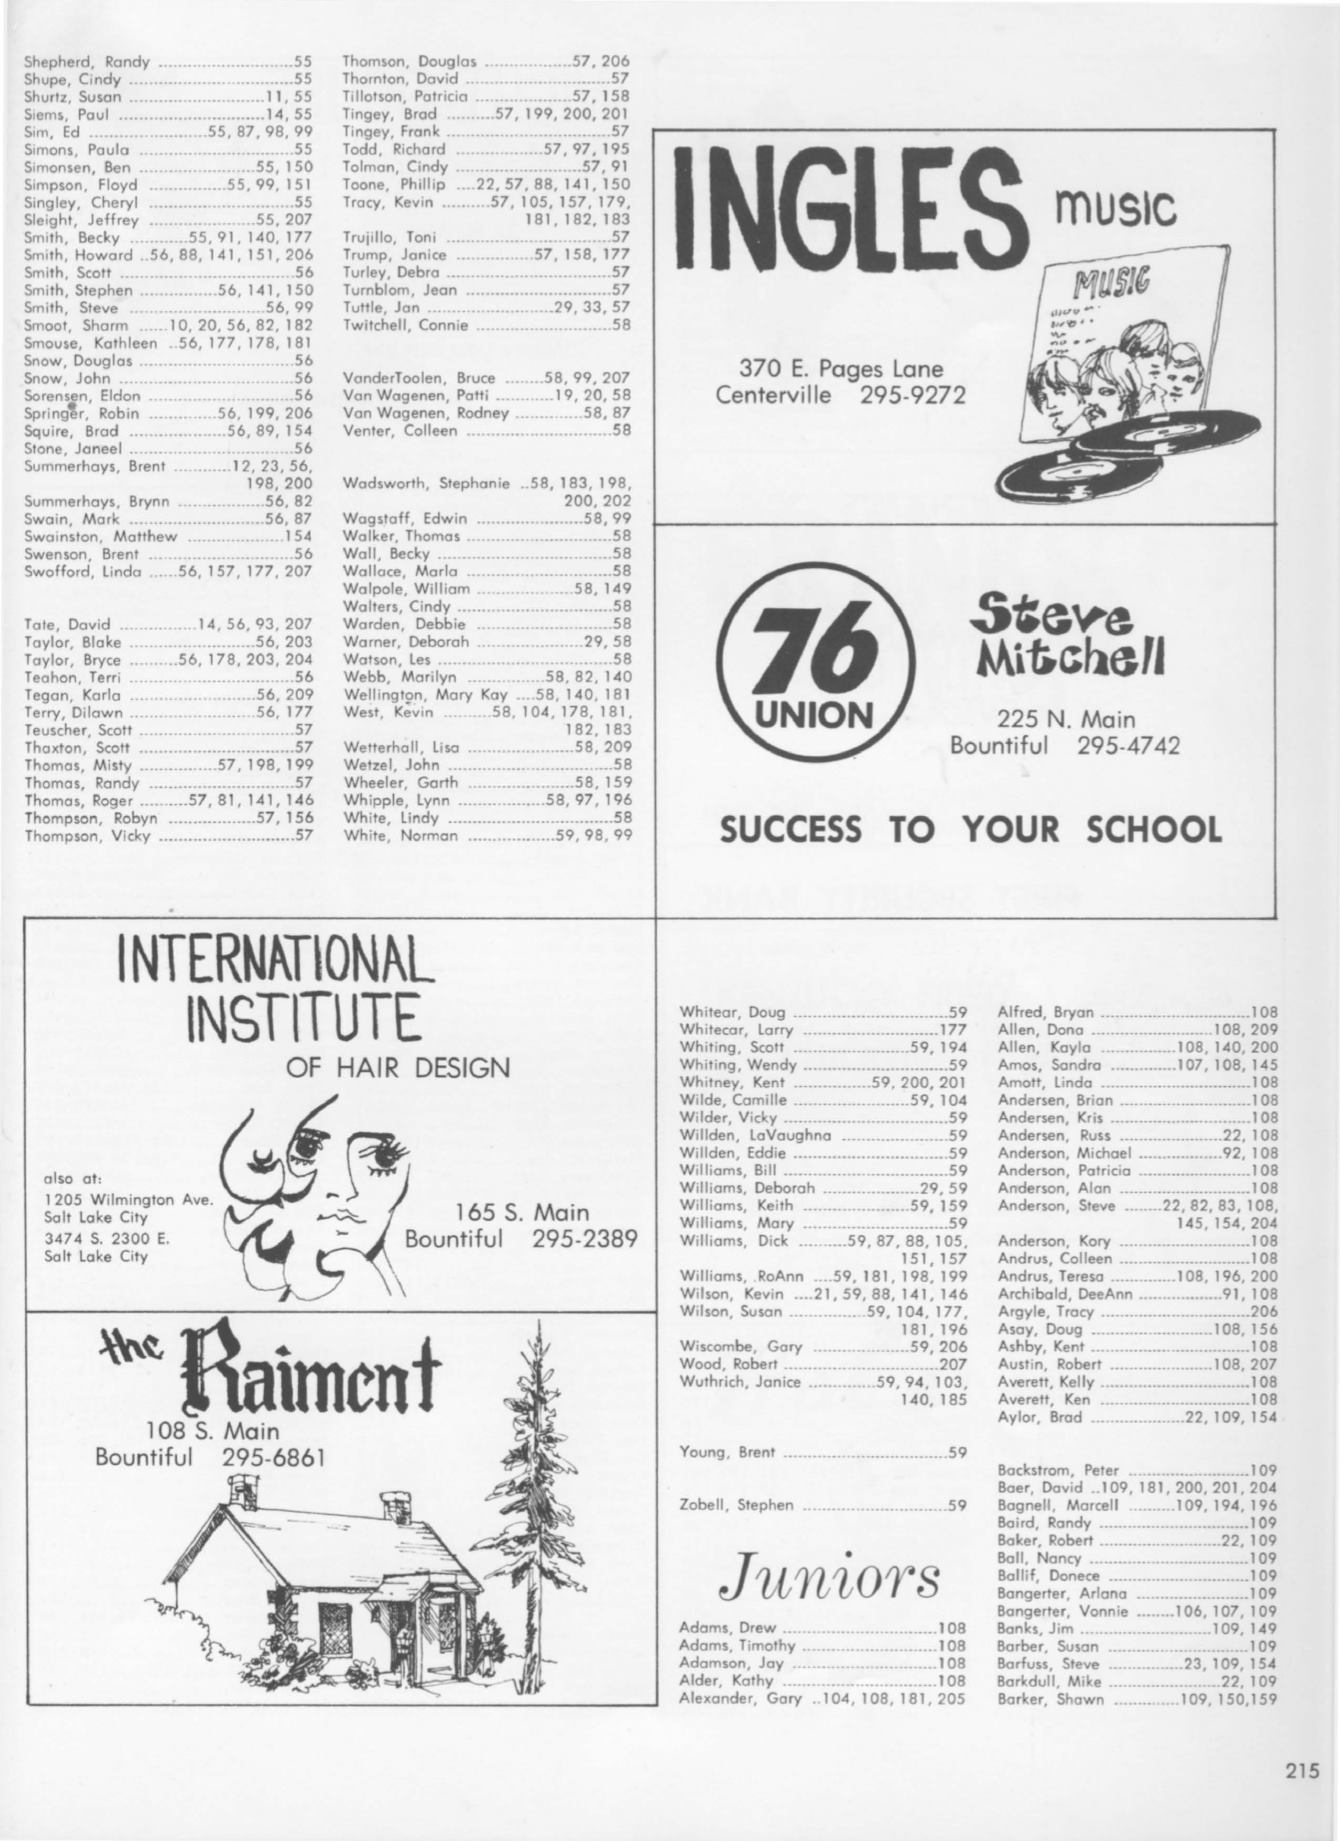 Shepherd, Randy ..........55
Shupe, Cindy ..........55
Shurtz, Susan ..........11, 55
Siems, Paul ..........14, 55
Sim, Ed ..........55, 87, 98, 99
Simons, Paula ..........55
Simonsen, Ben ..........55, 150
Simpson, Floyd ..........55, 99, 151
Singley, Cheryl ..........55
Sleight, Jeffrey ..........55, 207
Smith, Becky ..........55, 91, 140, 177
Smith, Howard ..56, 88, 141, 151, 206
Smith, Scott ..........56
Smith, Stephen ..........56, 141, 150
Smith, Steve ..........56, 99
Smoot, Sharm ......10, 20, 56, 82, 182
Smouse, Kathleen ..56, 177, 178, 181
Snow, Douglas ..........56
Snow, John ..........56
Sorensen, Eldon ..........56
Springer, Robin ..........56, 199, 206
Squire, Brad ..........56, 89, 154
Stone, Janeel ..........56
Summerhays, Brent ..........12, 23, 56,
198, 200
Summerhays, Brynn ..........56, 82
Swain, Mark ..........56, 87
Swainston, Matthew ..........154
Swenson, Brent ..........56
Swofford, Linda ......56, 157, 177, 207
Tate, David ..........14, 56, 93, 207
Taylor, Blake ..........56, 203
Taylor, Bryce ..........56, 178, 203, 204
Teahon, Terri ..........56
Tegan, Karla ..........56, 209
Terry, Dilawn ..........56, 177
Teuscher, Scott ..........57
Thaxton, Scott ..........57
Thomas, Misty ..........57, 198, 199
Thomas, Randy ..........57
Thomas, Roger ..........57, 81, 141, 146
Thompson, Robyn ..........57, 156
Thompson, Vicky ..........57
Thomson, Douglas ..........57, 206
Thornton, David ..........57
Tillotson, Patricia ..........57, 158
Tingey, Brad ..........57, 199, 200, 201
Tingey, Frank ..........57
Todd, Richard ..........57, 97, 195
Tolman, Cindy ..........57, 91
Toone, Phillip ....22, 57, 88, 141, 150
Tracy, Kevin ..........57, 105, 157, 179,
181, 182, 183
Trujillo, Toni ..........57
Trump, Janice ..........57, 158, 177
Turley, Debra ..........57
Turnblom, Jean ..........57
Tuttle, Jan ..........29, 33, 57
Twitchell, Connie ..........58
VanderToolen, Bruce ........58, 99, 207
Van Wagenen, Patti ..........19, 20, 58
Van Wagenen, Rodney ..........58, 87
Venter, Colleen ..........58
Wadsworth, Stephanie ..58, 183, 198,
200, 202
Wagstaff, Edwin ..........58, 99
Walker, Thomas ..........58
Wall, Becky ..........58
Wallace, Marla ..........58
Walpole, William ..........58, 149
Walters, Cindy ..........58
Warden, Debbie ..........58
Warner, Deborah ..........29, 58
Watson, Les ..........58
Webb, Marilyn ..........58, 82, 140
Wellington, Mary Kay ....58, 140, 181
West, Kevin ..........58, 104, 178, 181,
182, 183
Wetterhall, Lisa ..........58, 209
Wetzel, John ..........58
Wheeler, Garth ..........58, 159
Whipple, Lynn ..........58, 97, 196
White, Lindy ..........58
White, Norman ..........59, 98, 99
INGLES music
MUSIC
370 E. Pages Lane
Centerville 295-9272
76
UNION
Steve
Mitchell
225 N. Main
Bountiful 295-4742
SUCCESS TO YOUR SCHOOL
INTERNATIONAL
INSTITUTE
OF HAIR DESIGN
also at:
1205 Wilmington Ave.
Salt Lake City
3474 S. 2300 E.
Salt Lake City
165 S. Main
Bountiful 295-2389
the Raiment
108 S. Main
Bountiful 295-6861
Whitear, Doug ..........59
Whitecar, Larry ..........177
Whiting, Scott ..........59, 194
Whiting, Wendy ..........59
Whitney, Kent ..........59, 200, 201
Wilde, Camille ..........59, 104
Wilder, Vicky ..........59
Willden, LaVaughna ..........59
Willden, Eddie ..........59
Williams, Bill ..........59
Williams, Deborah ..........29, 59
Williams, Keith ..........59, 159
Williams, Mary ..........59
Williams, Dick ..........59, 87, 88, 105,
151, 157
Williams, RoAnn ....59, 181, 198, 199
Wilson, Kevin ....21, 59, 88, 141, 146
Wilson, Susan ..........59, 104, 177,
181, 196
Wiscombe, Gary ..........59, 206
Wood, Robert ..........207
Wuthrich, Janice ..........59, 94, 103,
140, 185
Young, Brent ..........59
Zobell, Stephen ..........59
Juniors
Adams, Drew ..........108
Adams, Timothy ..........108
Adamson, Jay ..........108
Alder, Kathy ..........108
Alexander, Gary ..104, 108, 181, 205
Alfred, Bryan ..........108
Allen, Dona ..........108, 209
Allen, Kayla ..........108, 140, 200
Amos, Sandra ..........107, 108, 145
Amott, Linda ..........108
Andersen, Brian ..........108
Andersen, Kris ..........108
Andersen, Russ ..........22, 108
Anderson, Michael ..........92, 108
Anderson, Patricia ..........108
Anderson, Alan ..........108
Anderson, Steve ........22, 82, 83, 108,
145, 154, 204
Anderson, Kory ..........108
Andrus, Colleen ..........108
Andrus, Teresa ..........108, 196, 200
Archibald, DeeAnn ..........91, 108
Argyle, Tracy ..........206
Asay, Doug ..........108, 156
Ashby, Kent ..........108
Austin, Robert ..........108, 207
Averett, Kelly ..........108
Averett, Ken ..........108
Aylor, Brad ..........22, 109, 154
Backstrom, Peter ..........109
Baer, David ..109, 181, 200, 201, 204
Bagnell, Marcell ..........109, 194, 196
Baird, Randy ..........109
Baker, Robert ..........22, 109
Ball, Nancy ..........109
Ballif, Donece ..........109
Bangerter, Arlana ..........109
Bangerter, Vonnie ........106, 107, 109
Banks, Jim ..........109, 149
Barber, Susan ..........109
Barfuss, Steve ..........23, 109, 154
Barkdull, Mike ..........22, 109
Barker, Shawn ..........109, 150,159
215